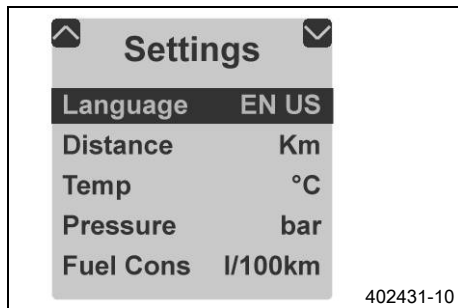 Settings
Language EN US
Distance Km
Temp °C
Pressure bar
Fuel Cons l/100km
402431-10